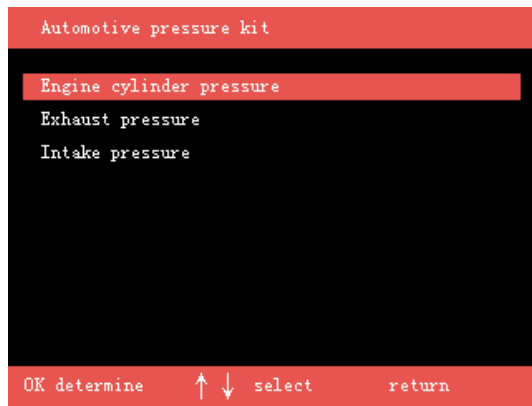 Automotive pressure kit
Engine cylinder pressure
Exhaust pressure
Intake pressure
OK determine ↑↓ select return